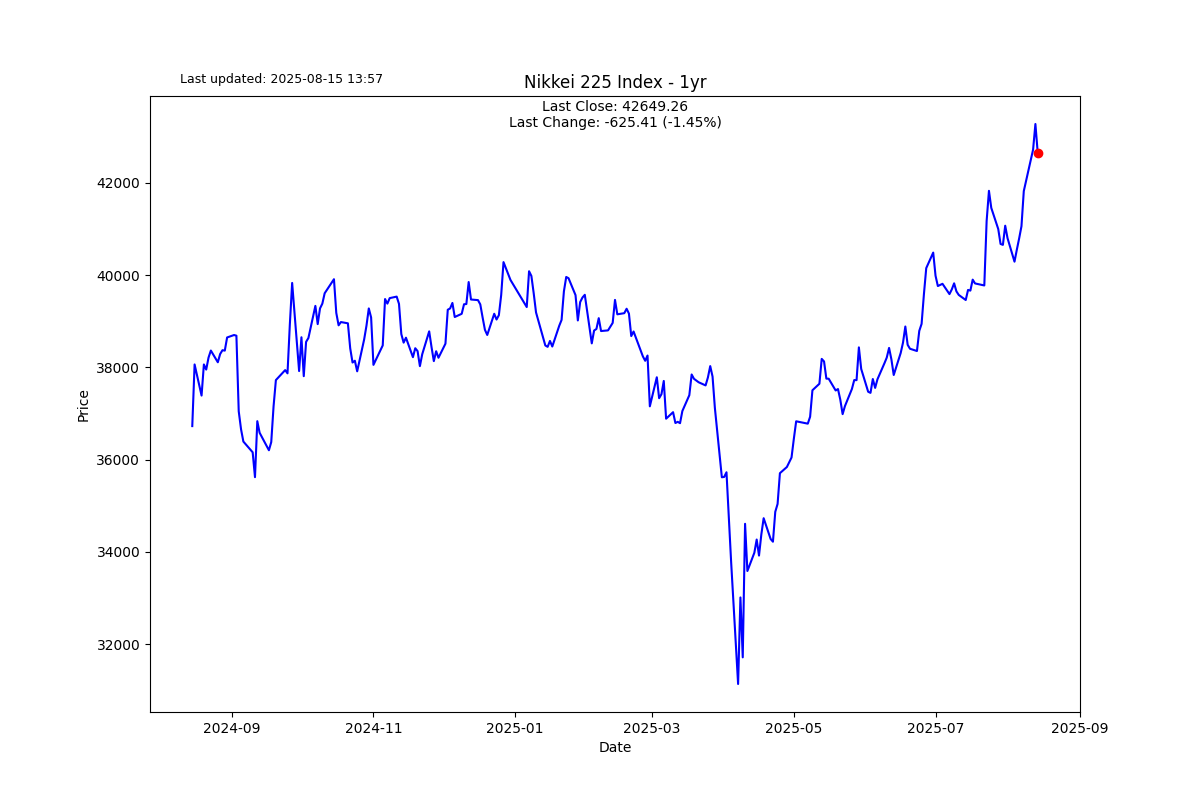 Last updated: 2025-08-15 13:57
Nikkei 225 Index - 1yr
Last Close: 42649.26
Last Change: -625.41 (-1.45%)
42000
40000
38000
36000
34000
32000
Price
2024-09
2024-11
2025-01
2025-03
2025-05
2025-07
2025-09
Date